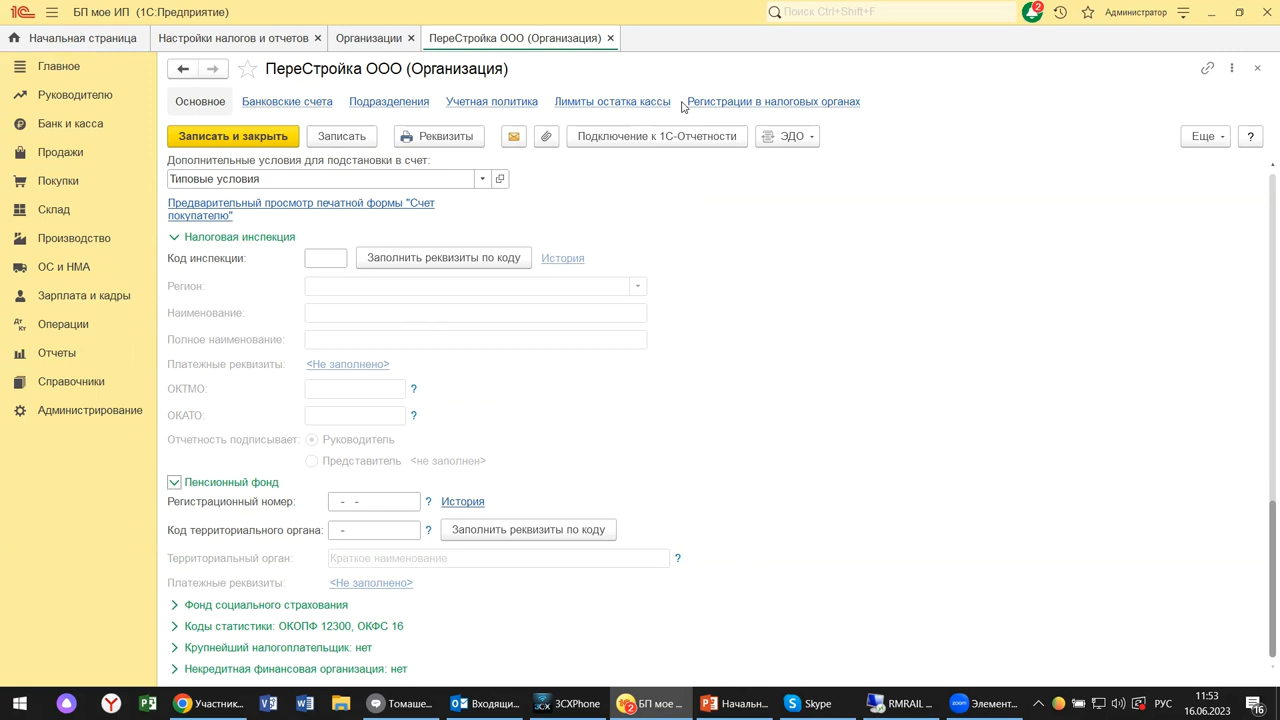 БП мое ИП (1С:Предприятие)
Поиск Ctrl+Shift+F
2
Администратор
Начальная страница
Настройки налогов и отчетов
Организации
ПереСтройка ООО (Организация)
Главное
Руководителю
Банк и касса
Продажи
Покупки
Склад
Производство
ОС и НМА
Зарплата и кадры
Операции
Отчеты
Справочники
Администрирование
ПереСтройка ООО (Организация)
Основное Банковские счета Подразделения Учетная политика Лимиты остатка кассы Регистрации в налоговых органах
Записать и закрыть Записать Реквизиты Подключение к 1С-Отчетности ЭДО Еще ?
Дополнительные условия для подстановки в счет:
Типовые условия
Предварительный просмотр печатной формы "Счет
покупателю"
Налоговая инспекция
Код инспекции: Заполнить реквизиты по коду История
Регион:
Наименование:
Полное наименование:
Платежные реквизиты: <Не заполнено>
ОКТМО: ?
ОКАТО: ?
Отчетность подписывает: Руководитель
Представитель <не заполнен>
Пенсионный фонд
Регистрационный номер: - - ? История
Код территориального органа: - ? Заполнить реквизиты по коду
Территориальный орган: Краткое наименование ?
Платежные реквизиты: <Не заполнено>
Фонд социального страхования
Коды статистики: ОКОПФ 12300, ОКФС 16
Крупнейший налогоплательщик: нет
Некредитная финансовая организация: нет
Участник... Томаше... Входящи... 3CXPhone БП мое ... Начальн... Skype RMRAIL ... Элемент... РУС 11:53
16.06.2023
16